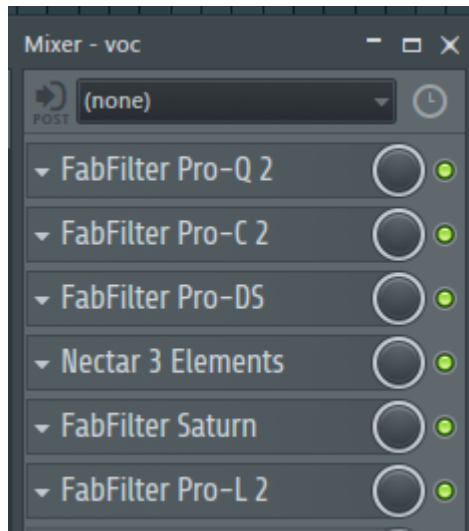 Mixer - voc
POST
(none)
FabFilter Pro-Q 2
FabFilter Pro-C 2
FabFilter Pro-DS
Nectar 3 Elements
FabFilter Saturn
FabFilter Pro-L 2